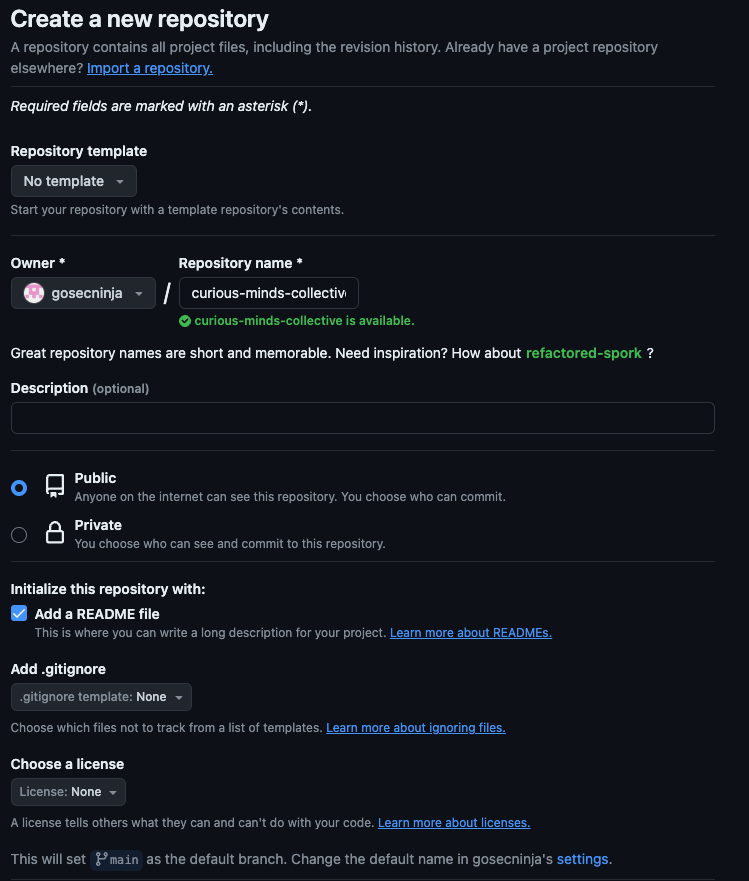 Create a new repository
A repository contains all project files, including the revision history. Already have a project repository
elsewhere? Import a repository.
Required fields are marked with an asterisk (*).
Repository template
No template
Start your repository with a template repository's contents.
Owner *
Repository name *
gosecninja
/
curious-minds-collectiv
curious-minds-collective is available.
Great repository names are short and memorable. Need inspiration? How about refactored-spork ?
Description (optional)
Public
Anyone on the internet can see this repository. You choose who can commit.
Private
You choose who can see and commit to this repository.
Initialize this repository with:
Add a README file
This is where you can write a long description for your project. Learn more about READMEs.
Add .gitignore
.gitignore template: None
Choose which files not to track from a list of templates. Learn more about ignoring files.
Choose a license
License: None
A license tells others what they can and can't do with your code. Learn more about licenses.
This will set main as the default branch. Change the default name in gosecninja's settings.